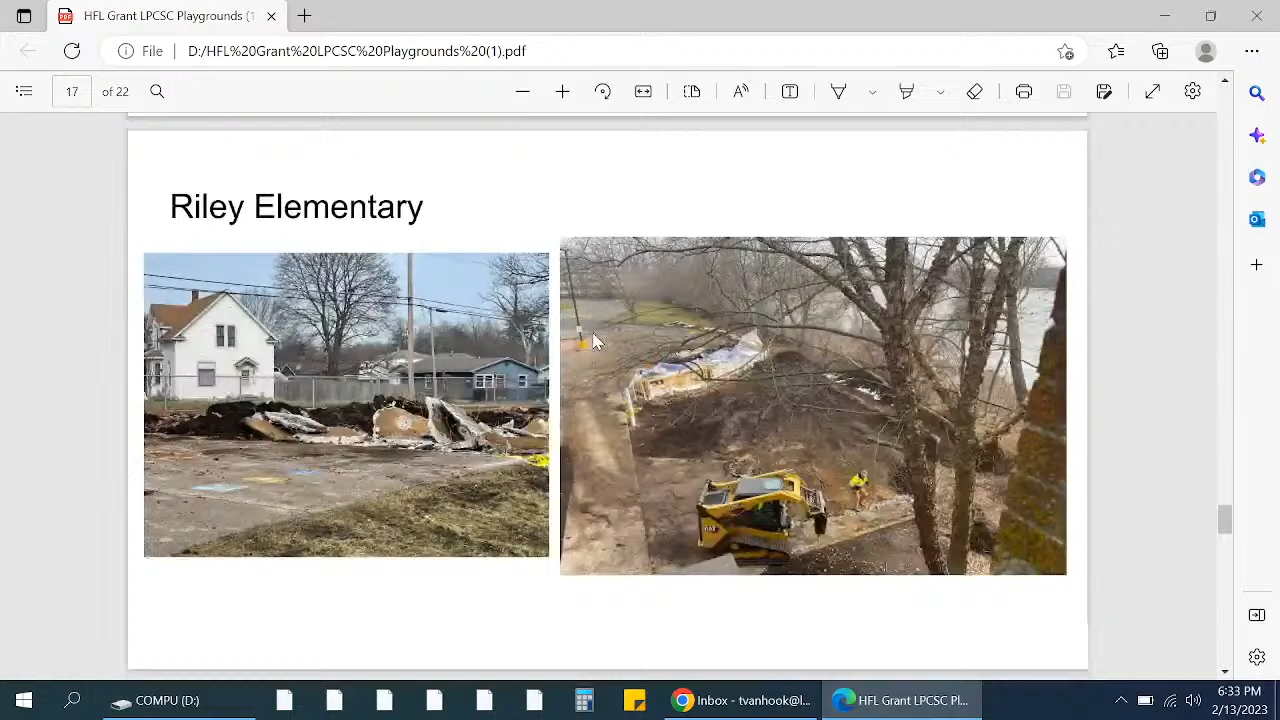 HFL Grant LPCSC Playgrounds (1
File
D:/HFL%20Grant%20LPCSC%20Playgrounds%20(1).pdf
17
of 22
Riley Elementary
COMPU (D:)
Inbox - tvanhook@l...
HFL Grant LPCSC Pl...
6:33 PM
2/13/2023